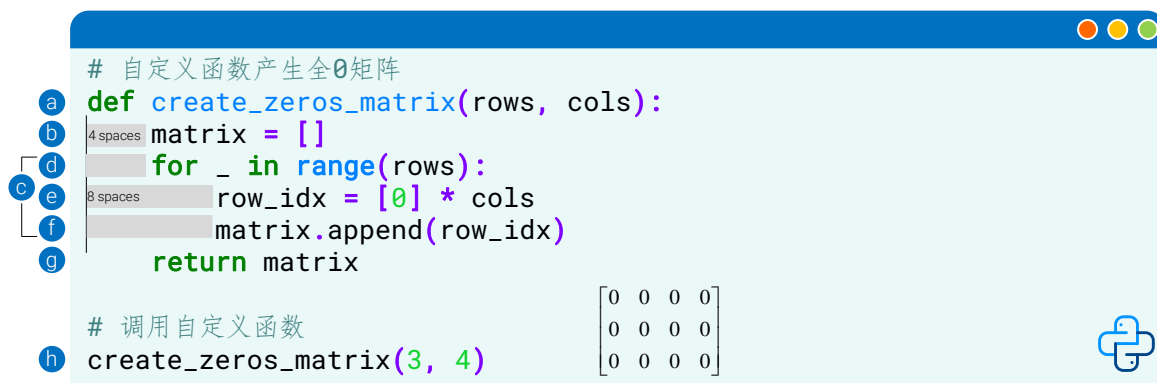 # 自定义函数产生全0矩阵
a def create_zeros_matrix(rows, cols):
b 4 spaces matrix = []
c
d for _ in range(rows):
e 8 spaces row_idx = [0] * cols
f matrix.append(row_idx)
g return matrix
# 调用自定义函数
h create_zeros_matrix(3, 4)
0 0 0 0
0 0 0 0
0 0 0 0